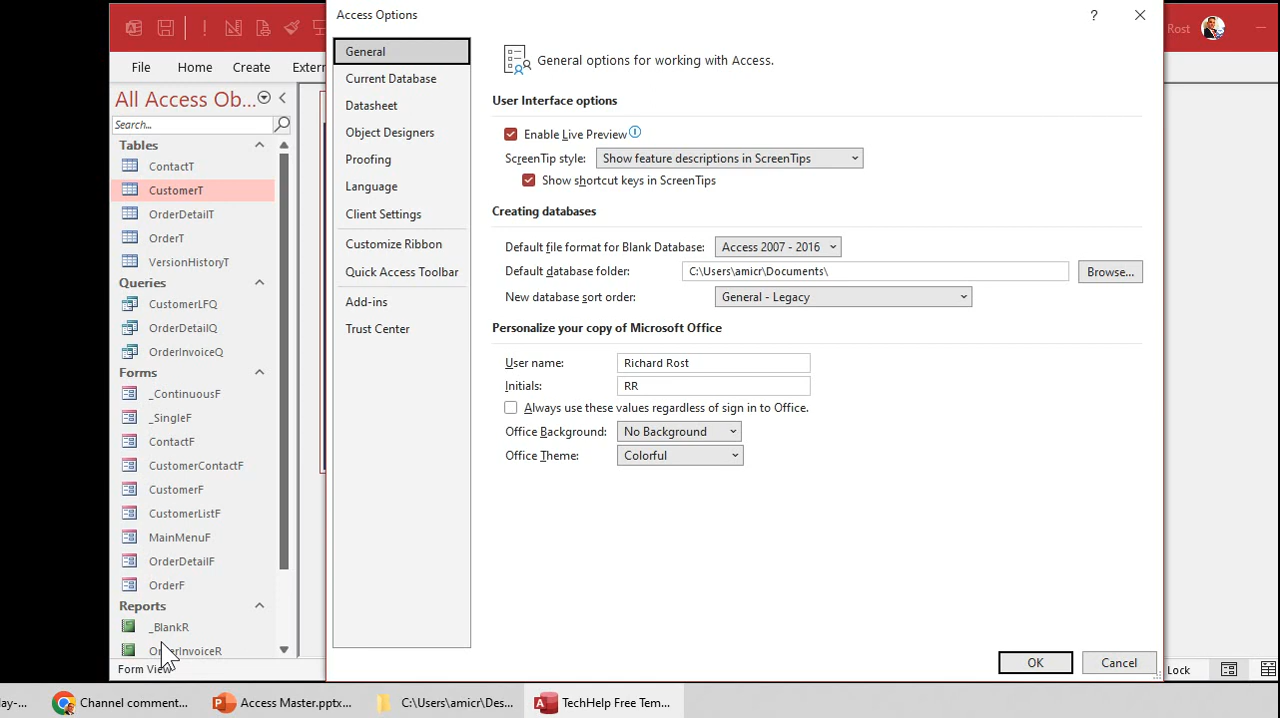 Access Options
?
Rost
File
Home
Create
Extern
All Access Ob...
Search...
Tables
ContactT
CustomerT
OrderDetailT
OrderT
VersionHistoryT
Queries
CustomerLFQ
OrderDetailQ
OrderInvoiceQ
Forms
_ContinuousF
_SingleF
ContactF
CustomerContactF
CustomerF
CustomerListF
MainMenuF
OrderDetailF
OrderF
Reports
_BlankR
OrderInvoiceR
Form View
General
Current Database
Datasheet
Object Designers
Proofing
Language
Client Settings
Customize Ribbon
Quick Access Toolbar
Add-ins
Trust Center
General options for working with Access.
User Interface options
Enable Live Preview
ScreenTip style: Show feature descriptions in ScreenTips
Show shortcut keys in ScreenTips
Creating databases
Default file format for Blank Database: Access 2007 - 2016
Default database folder: C:\Users\amicr\Documents\ Browse...
New database sort order: General - Legacy
Personalize your copy of Microsoft Office
User name: Richard Rost
Initials: RR
Always use these values regardless of sign in to Office.
Office Background: No Background
Office Theme: Colorful
OK Cancel
Lock
lay-... Channel comment... Access Master.pptx... C:\Users\amicr\Des... TechHelp Free Tem...